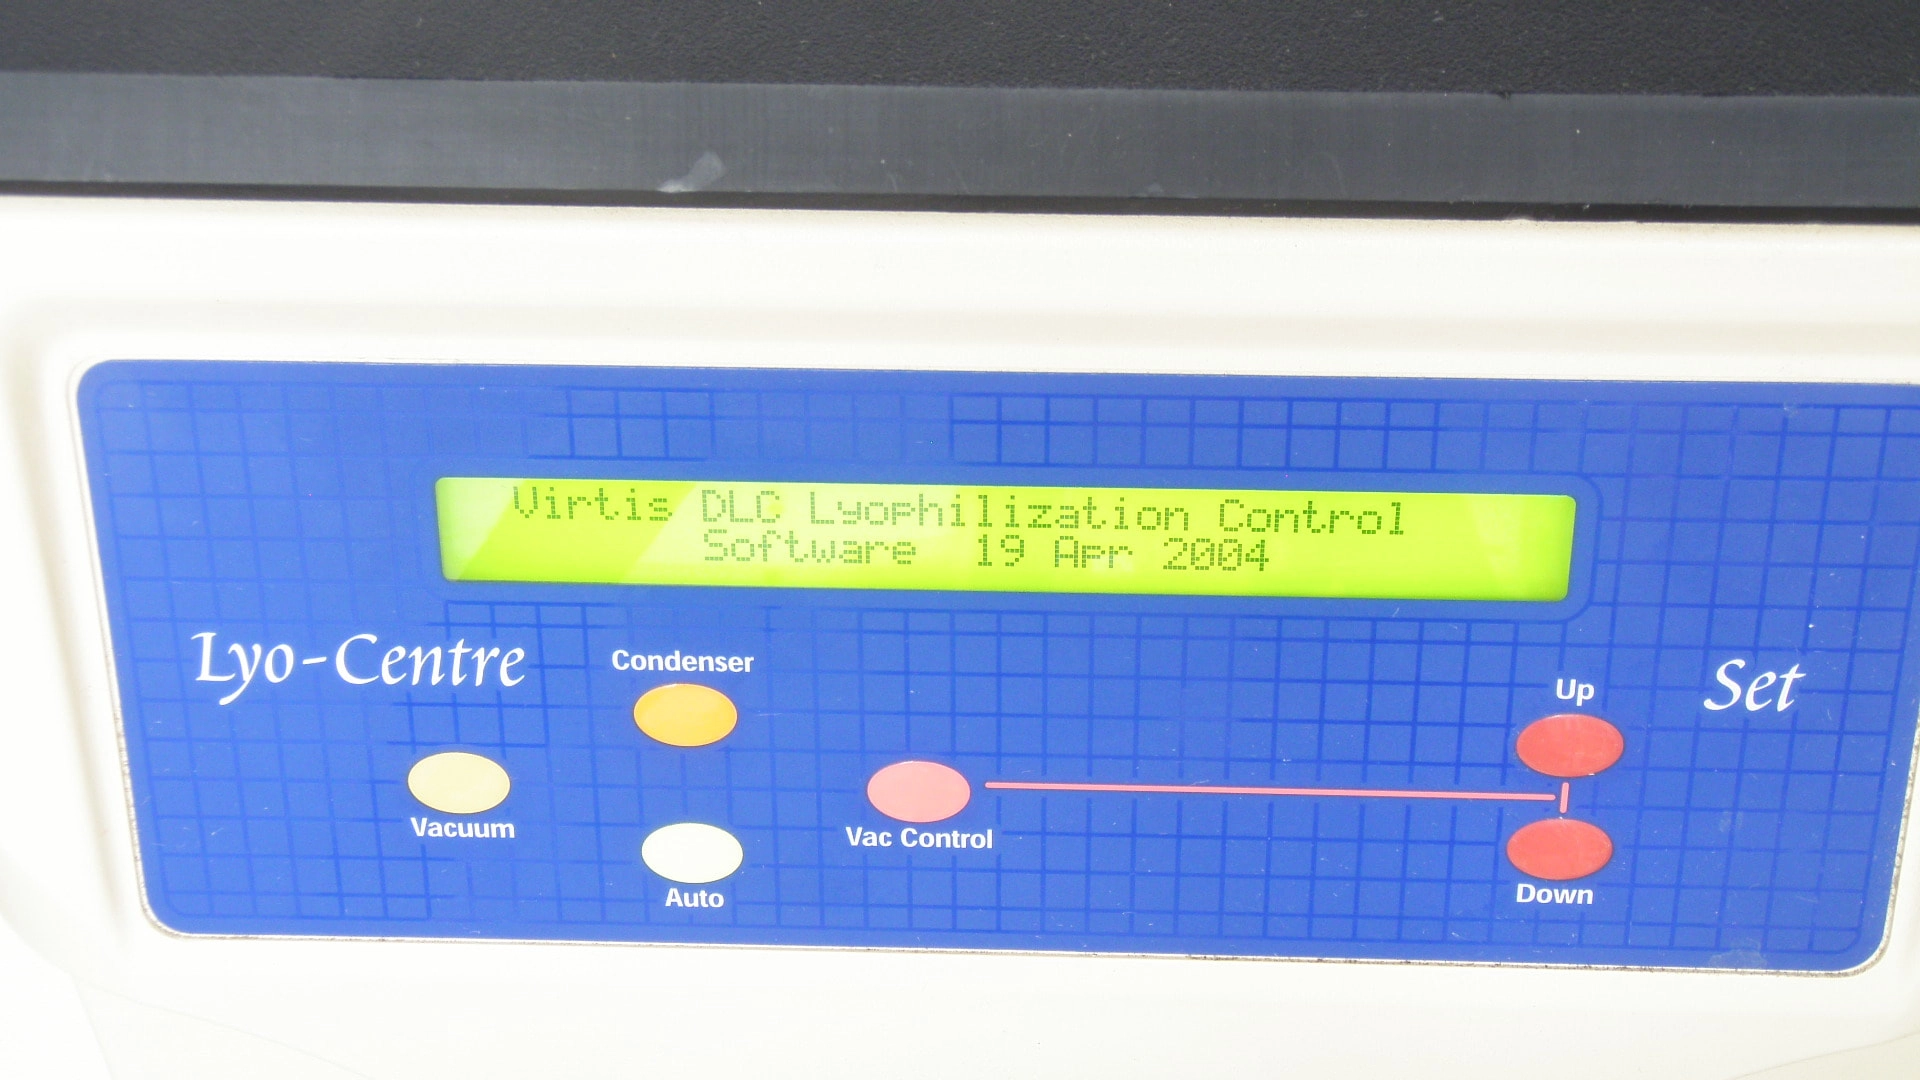 Virtis DLC Lyophilization Control
Software 19 Apr 2004
Lyo-Centre
Condenser
Up
Set
Vacuum
Vac Control
Auto
Down